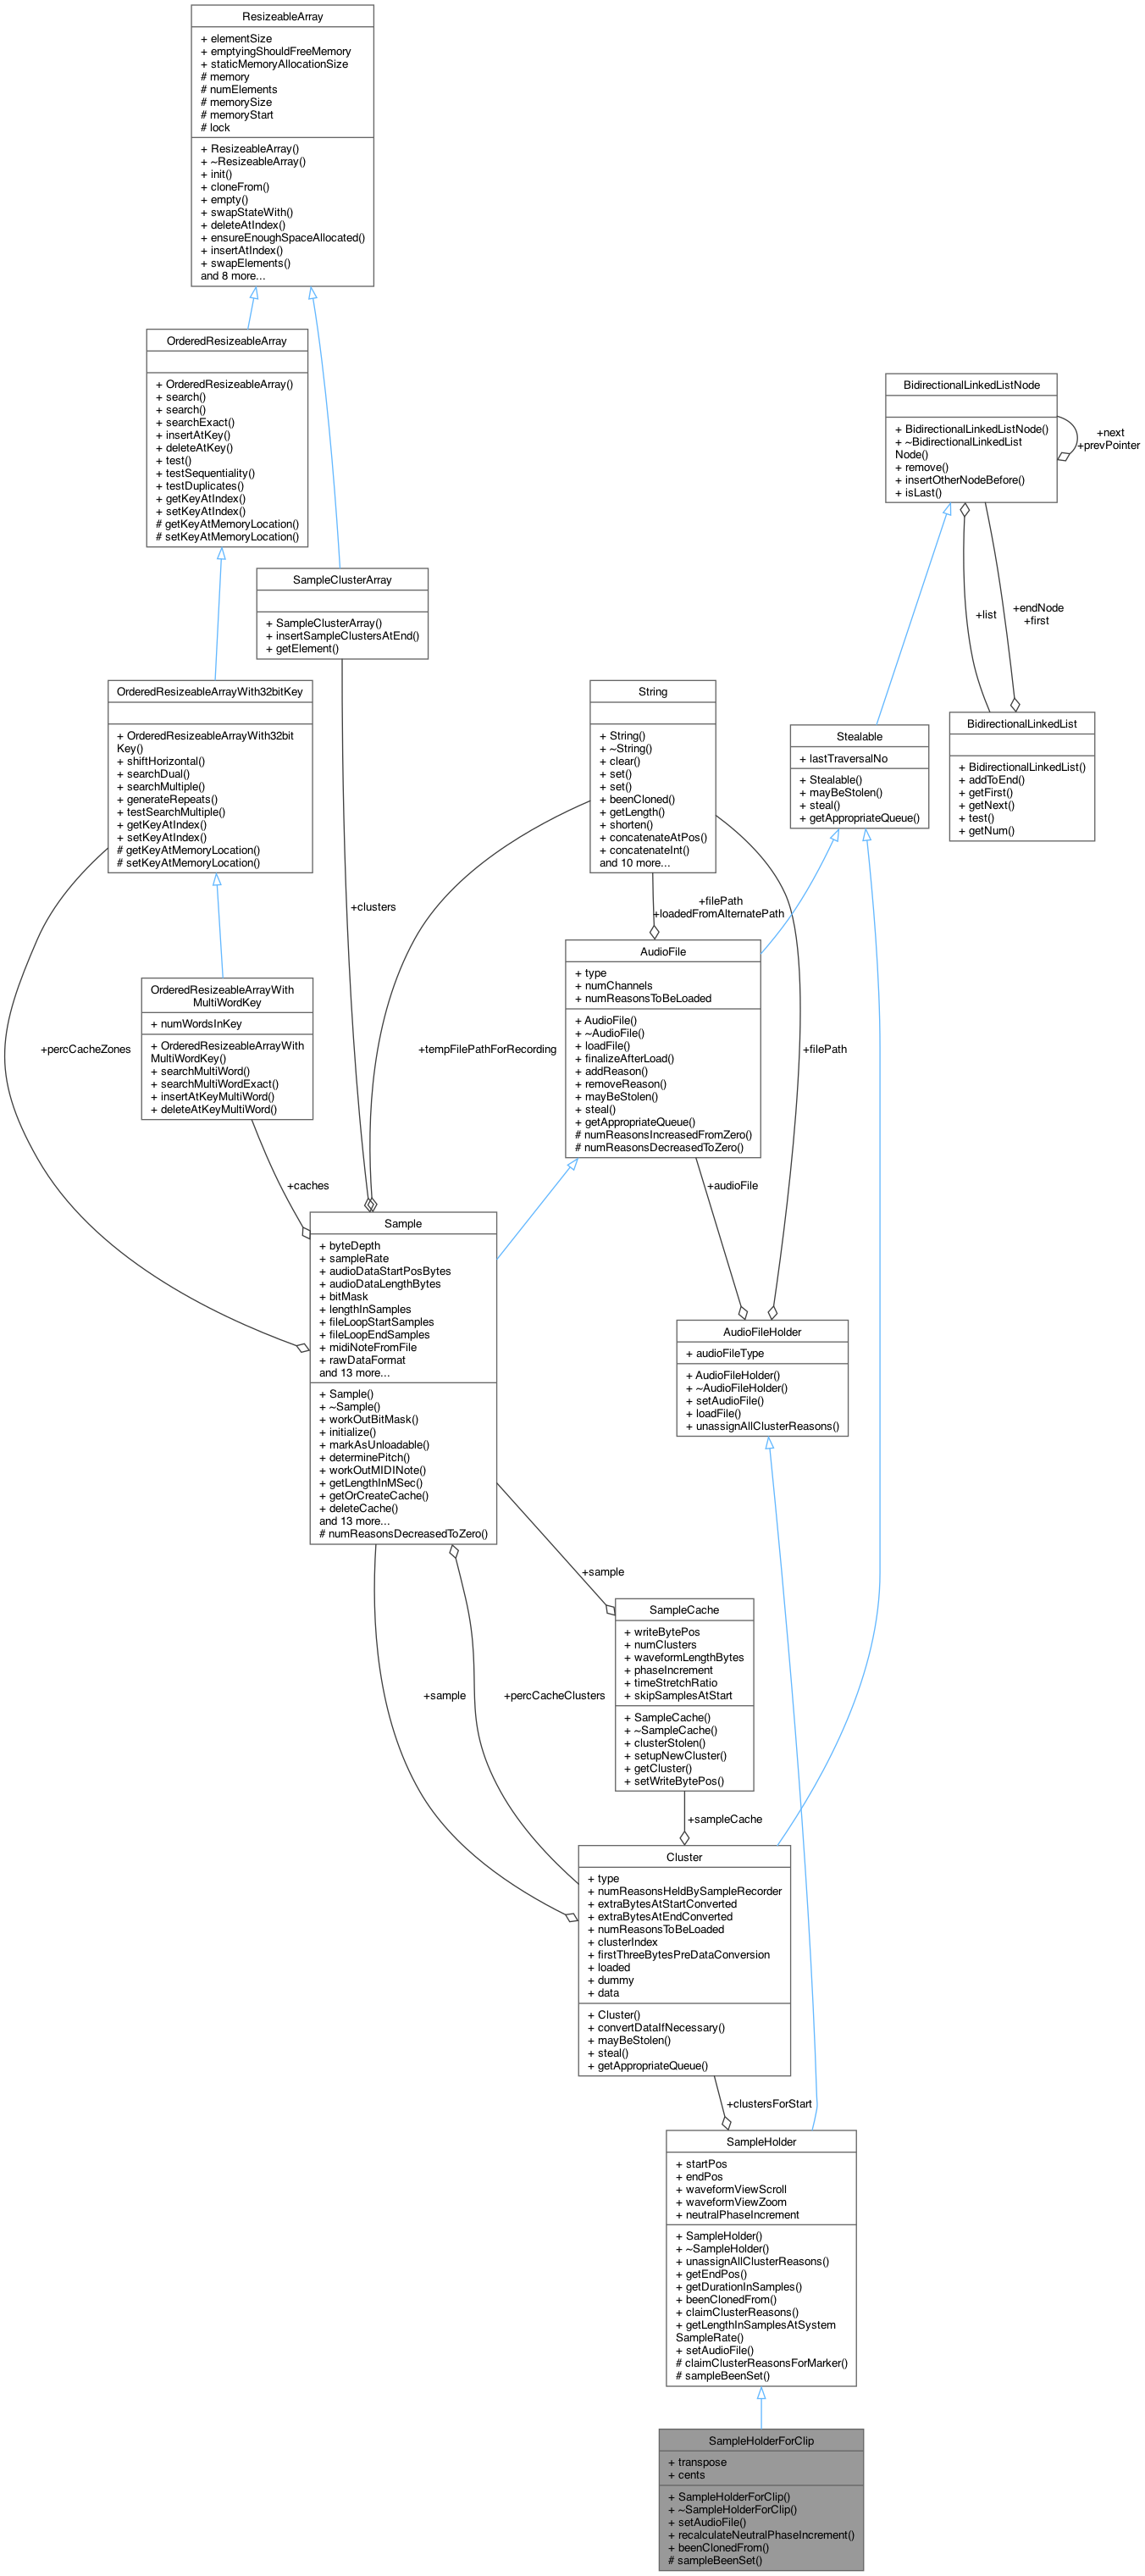 ResizeableArray
+ elementSize
+ emptyingShouldFreeMemory
+ staticMemoryAllocationSize
# memory
# numElements
# memorySize
# memoryStart
# lock
+ ResizeableArray()
+ ~ResizeableArray()
+ init()
+ cloneFrom()
+ empty()
+ swapStateWith()
+ deleteAtIndex()
+ ensureEnoughSpaceAllocated()
+ insertAtIndex()
+ swapElements()
and 8 more...
OrderedResizeableArray
+ OrderedResizeableArray()
+ search()
+ search()
+ searchExact()
+ insertAtKey()
+ deleteAtKey()
+ test()
+ testSequentiality()
+ testDuplicates()
+ getKeyAtIndex()
+ setKeyAtIndex()
# getKeyAtMemoryLocation()
# setKeyAtMemoryLocation()
BidirectionalLinkedListNode
+ BidirectionalLinkedListNode()
+ ~BidirectionalLinkedList
Node()
+ remove()
+ insertOtherNodeBefore()
+ isLast()
+next
+prevPointer
SampleClusterArray
+ SampleClusterArray()
+ insertSampleClustersAtEnd()
+ getElement()
+list
+endNode
+first
OrderedResizeableArrayWith32bitKey
+ OrderedResizeableArrayWith32bit
Key()
+ shiftHorizontal()
+ searchDual()
+ searchMultiple()
+ generateRepeats()
+ testSearchMultiple()
+ getKeyAtIndex()
+ setKeyAtIndex()
# getKeyAtMemoryLocation()
# setKeyAtMemoryLocation()
String
+ String()
+ ~String()
+ clear()
+ set()
+ set()
+ beenCloned()
+ getLength()
+ shorten()
+ concatenateAtPos()
+ concatenateInt()
and 10 more...
Stealable
+ lastTraversalNo
+ Stealable()
+ mayBeStolen()
+ steal()
+ getAppropriateQueue()
BidirectionalLinkedList
+ BidirectionalLinkedList()
+ addToEnd()
+ getFirst()
+ getNext()
+ test()
+ getNum()
+clusters
+filePath
+loadedFromAlternatePath
OrderedResizeableArrayWith
MultiWordKey
+ numWordsInKey
+ OrderedResizeableArrayWith
MultiWordKey()
+ searchMultiWord()
+ searchMultiWordExact()
+ insertAtKeyMultiWord()
+ deleteAtKeyMultiWord()
AudioFile
+ type
+ numChannels
+ numReasonsToBeLoaded
+ AudioFile()
+ ~AudioFile()
+ loadFile()
+ finalizeAfterLoad()
+ addReason()
+ removeReason()
+ mayBeStolen()
+ steal()
+ getAppropriateQueue()
# numReasonsIncreasedFromZero()
# numReasonsDecreasedToZero()
+percCacheZones
+tempFilePathForRecording
+filePath
+caches
+audioFile
Sample
+ byteDepth
+ sampleRate
+ audioDataStartPosBytes
+ audioDataLengthBytes
+ bitMask
+ lengthInSamples
+ fileLoopStartSamples
+ fileLoopEndSamples
+ midiNoteFromFile
+ rawDataFormat
and 13 more...
+ Sample()
+ ~Sample()
+ workOutBitMask()
+ initialize()
+ markAsUnloadable()
+ determinePitch()
+ workOutMIDINote()
+ getLengthInMSec()
+ getOrCreateCache()
+ deleteCache()
and 13 more...
# numReasonsDecreasedToZero()
AudioFileHolder
+ audioFileType
+ AudioFileHolder()
+ ~AudioFileHolder()
+ setAudioFile()
+ loadFile()
+ unassignAllClusterReasons()
+sample
SampleCache
+ writeBytePos
+ numClusters
+ waveformLengthBytes
+ phaseIncrement
+ timeStretchRatio
+ skipSamplesAtStart
+ SampleCache()
+ ~SampleCache()
+ clusterStolen()
+ setupNewCluster()
+ getCluster()
+ setWriteBytePos()
+sample
+percCacheClusters
+sampleCache
Cluster
+ type
+ numReasonsHeldBySampleRecorder
+ extraBytesAtStartConverted
+ extraBytesAtEndConverted
+ numReasonsToBeLoaded
+ clusterIndex
+ firstThreeBytesPreDataConversion
+ loaded
+ dummy
+ data
+ Cluster()
+ convertDataIfNecessary()
+ mayBeStolen()
+ steal()
+ getAppropriateQueue()
+clustersForStart
SampleHolder
+ startPos
+ endPos
+ waveformViewScroll
+ waveformViewZoom
+ neutralPhaseIncrement
+ SampleHolder()
+ ~SampleHolder()
+ unassignAllClusterReasons()
+ getEndPos()
+ getDurationInSamples()
+ beenClonedFrom()
+ claimClusterReasons()
+ getLengthInSamplesAtSystem
SampleRate()
+ setAudioFile()
# claimClusterReasonsForMarker()
# sampleBeenSet()
SampleHolderForClip
+ transpose
+ cents
+ SampleHolderForClip()
+ ~SampleHolderForClip()
+ setAudioFile()
+ recalculateNeutralPhaseIncrement()
+ beenClonedFrom()
# sampleBeenSet()